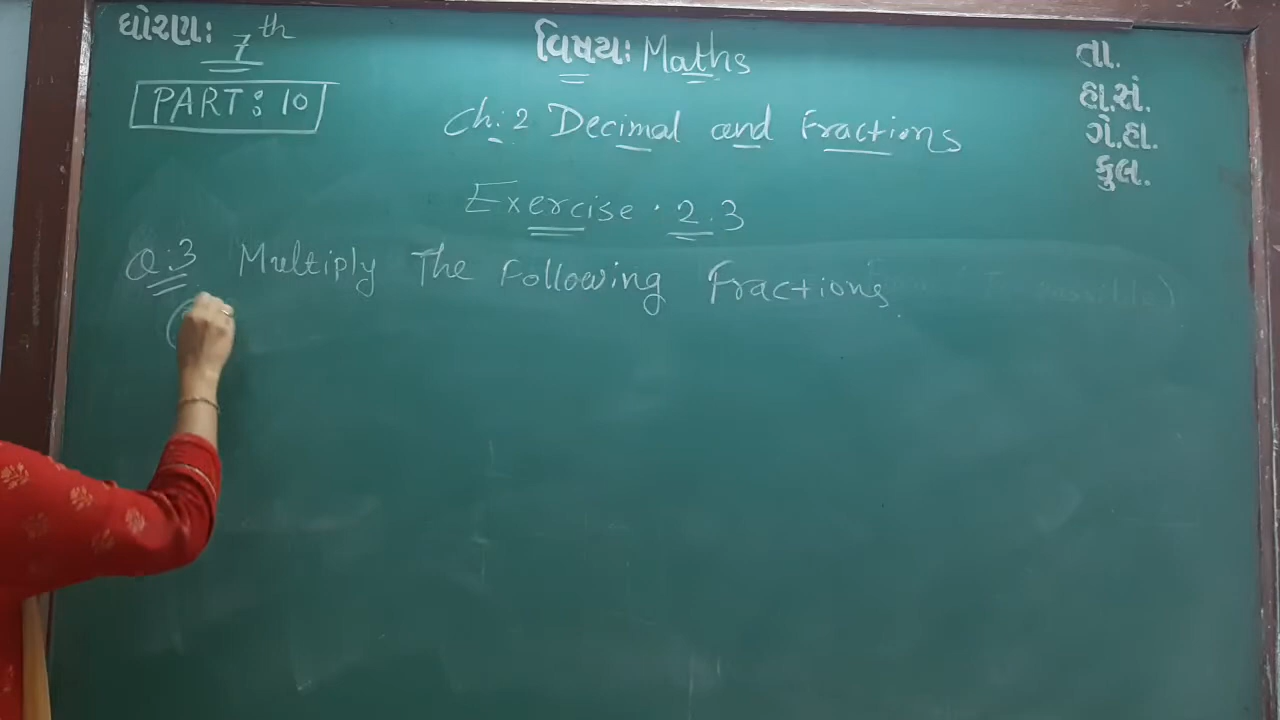 ધોરણ: 7th
વિષય: Maths
તા.
હા.સં.
ગે.હા.
કુલ.
PART: 10
Ch: 2 Decimal and Fractions
Exercise. 2.3
Q.3 Multiply The Following Fractions.
(